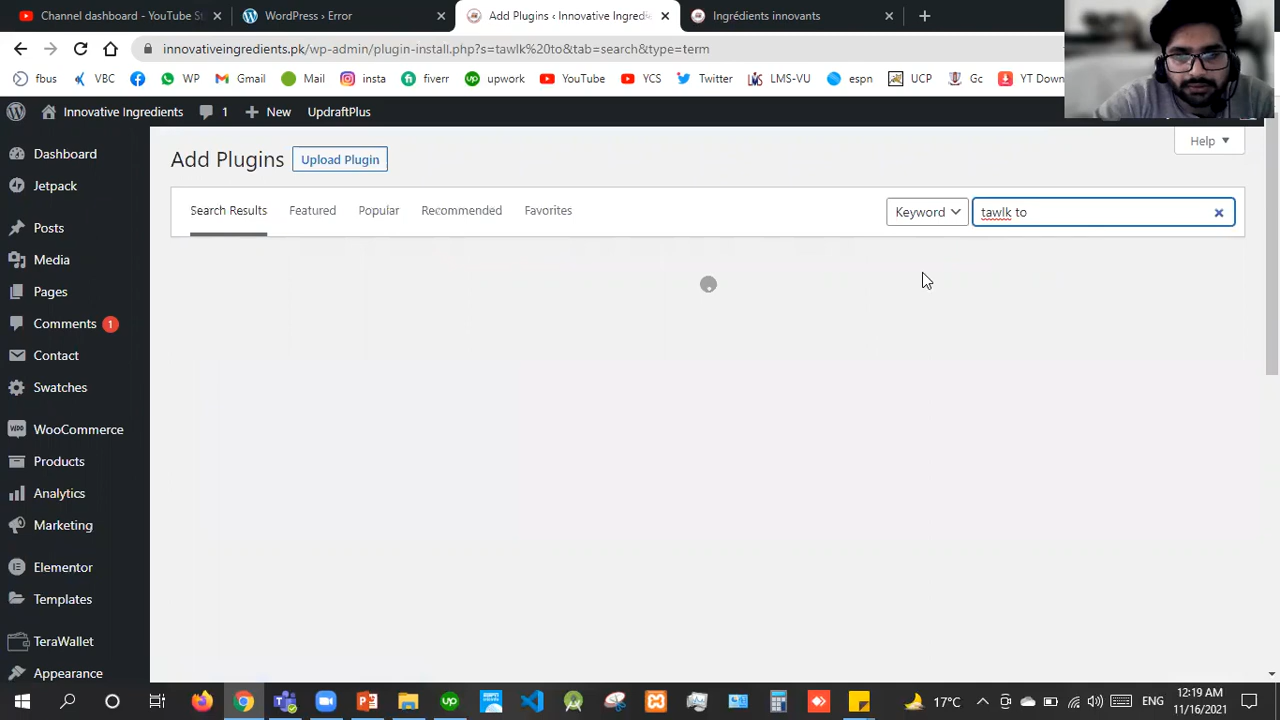 Channel dashboard - YouTube St
WordPress › Error
Add Plugins ‹ Innovative Ingredie
Ingrédients innovants
innovativeingredients.pk/wp-admin/plugin-install.php?s=tawlk%20to&tab=search&type=term
fbus
VBC
WP
Gmail
Mail
insta
fiverr
upwork
YouTube
YCS
Twitter
LMS-VU
espn
UCP
Gc
YT Down
Innovative Ingredients
1
New
UpdraftPlus
Help
Dashboard
Jetpack
Posts
Media
Pages
Comments 1
Contact
Swatches
WooCommerce
Products
Analytics
Marketing
Elementor
Templates
TeraWallet
Appearance
Add Plugins
Upload Plugin
Search Results
Featured
Popular
Recommended
Favorites
Keyword
tawlk to
17°C
ENG
12:19 AM
11/16/2021